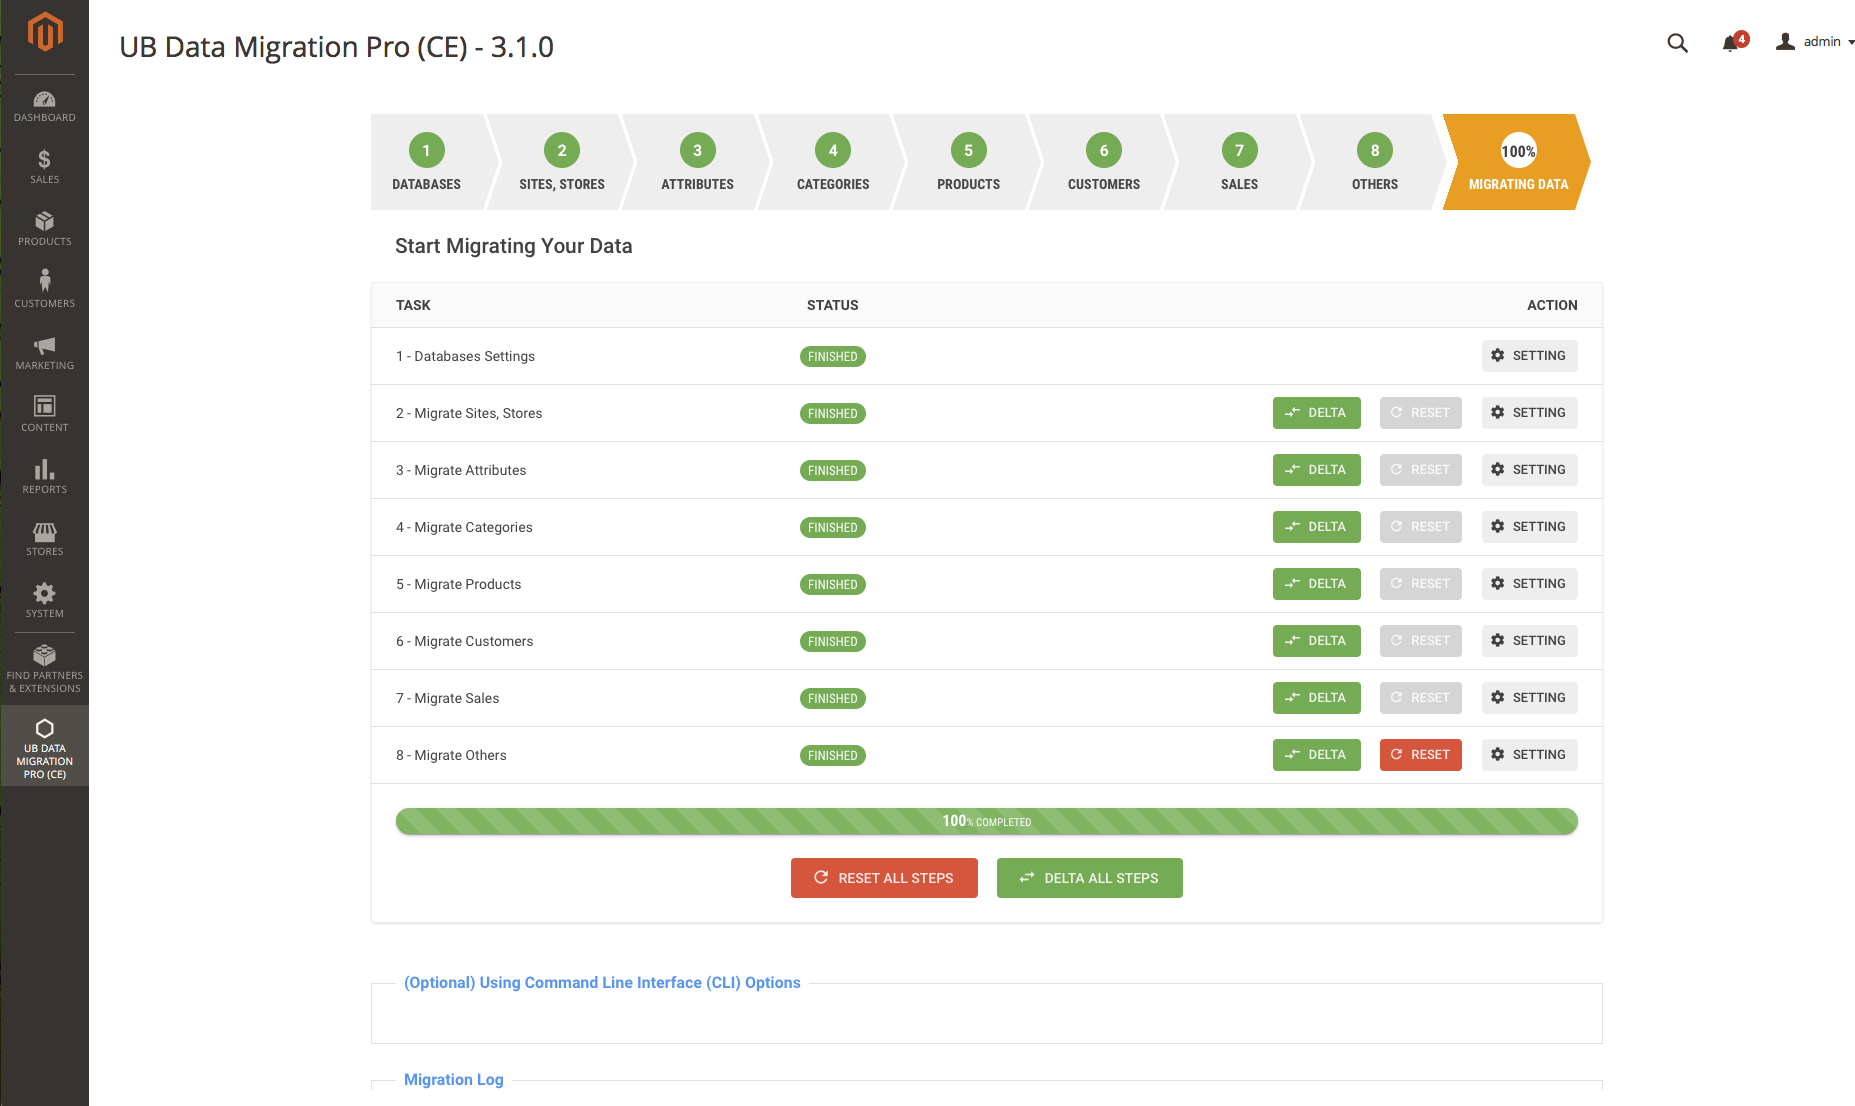 UB Data Migration Pro (CE) - 3.1.0
4
admin
DASHBOARD
SALES
PRODUCTS
CUSTOMERS
MARKETING
CONTENT
REPORTS
STORES
SYSTEM
FIND PARTNERS
& EXTENSIONS
UB DATA
MIGRATION
PRO (CE)
1 2 3 4 5 6 7 8 100%
DATABASES SITES, STORES ATTRIBUTES CATEGORIES PRODUCTS CUSTOMERS SALES OTHERS MIGRATING DATA
Start Migrating Your Data
TASK STATUS ACTION
1 - Databases Settings FINISHED SETTING
2 - Migrate Sites, Stores FINISHED DELTA RESET SETTING
3 - Migrate Attributes FINISHED DELTA RESET SETTING
4 - Migrate Categories FINISHED DELTA RESET SETTING
5 - Migrate Products FINISHED DELTA RESET SETTING
6 - Migrate Customers FINISHED DELTA RESET SETTING
7 - Migrate Sales FINISHED DELTA RESET SETTING
8 - Migrate Others FINISHED DELTA RESET SETTING
100% COMPLETED
RESET ALL STEPS DELTA ALL STEPS
(Optional) Using Command Line Interface (CLI) Options
Migration Log